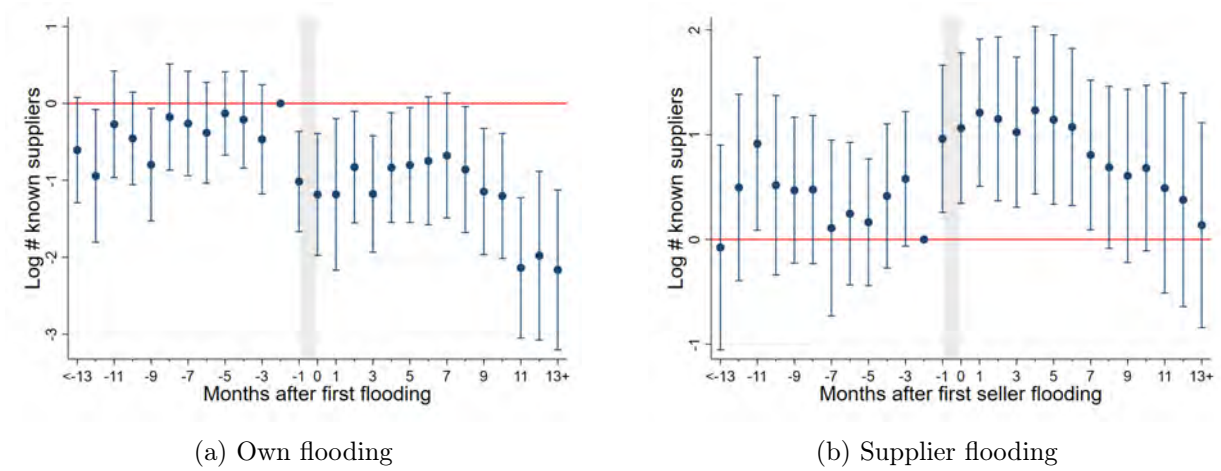 1
0
-1
-2
-3
Log # known suppliers
<-13 -11 -9 -7 -5 -3 -1 0 1 3 5 7 9 11 13+
Months after first flooding
(a) Own flooding
2
1
0
-1
Log # known suppliers
<-13 -11 -9 -7 -5 -3 -1 0 1 3 5 7 9 11 13+
Months after first seller flooding
(b) Supplier flooding